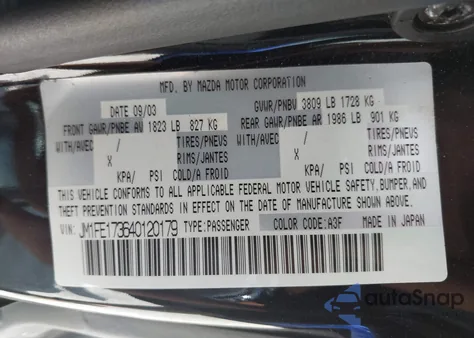 MFD. BY MAZDA MOTOR CORPORATION
DATE 09/03 GVWR/PNBV 3809 LB 1728 KG
FRONT GAWR/PNBE AV 1823 LB 827 KG REAR GAWR/PNBE AR 1986 LB 901 KG
WITH/AVEC TIRES/PNEUS WITH/AVEC TIRES/PNEUS
X RIMS/JANTES X RIMS/JANTES
KPA/ PSI COLD/A FROID KPA/ PSI COLD/A FROID
THIS VEHICLE CONFORMS TO ALL APPLICABLE FEDERAL MOTOR VEHICLE SAFETY, BUMPER, AND
THEFT PREVENTION STANDARDS IN EFFECT ON THE DATE OF MANUFACTURE SHOWN ABOVE.
VIN: JM1FE173640120179 TYPE:PASSENGER COLOR CODE:A3F MADE IN JAPAN
autoSnap